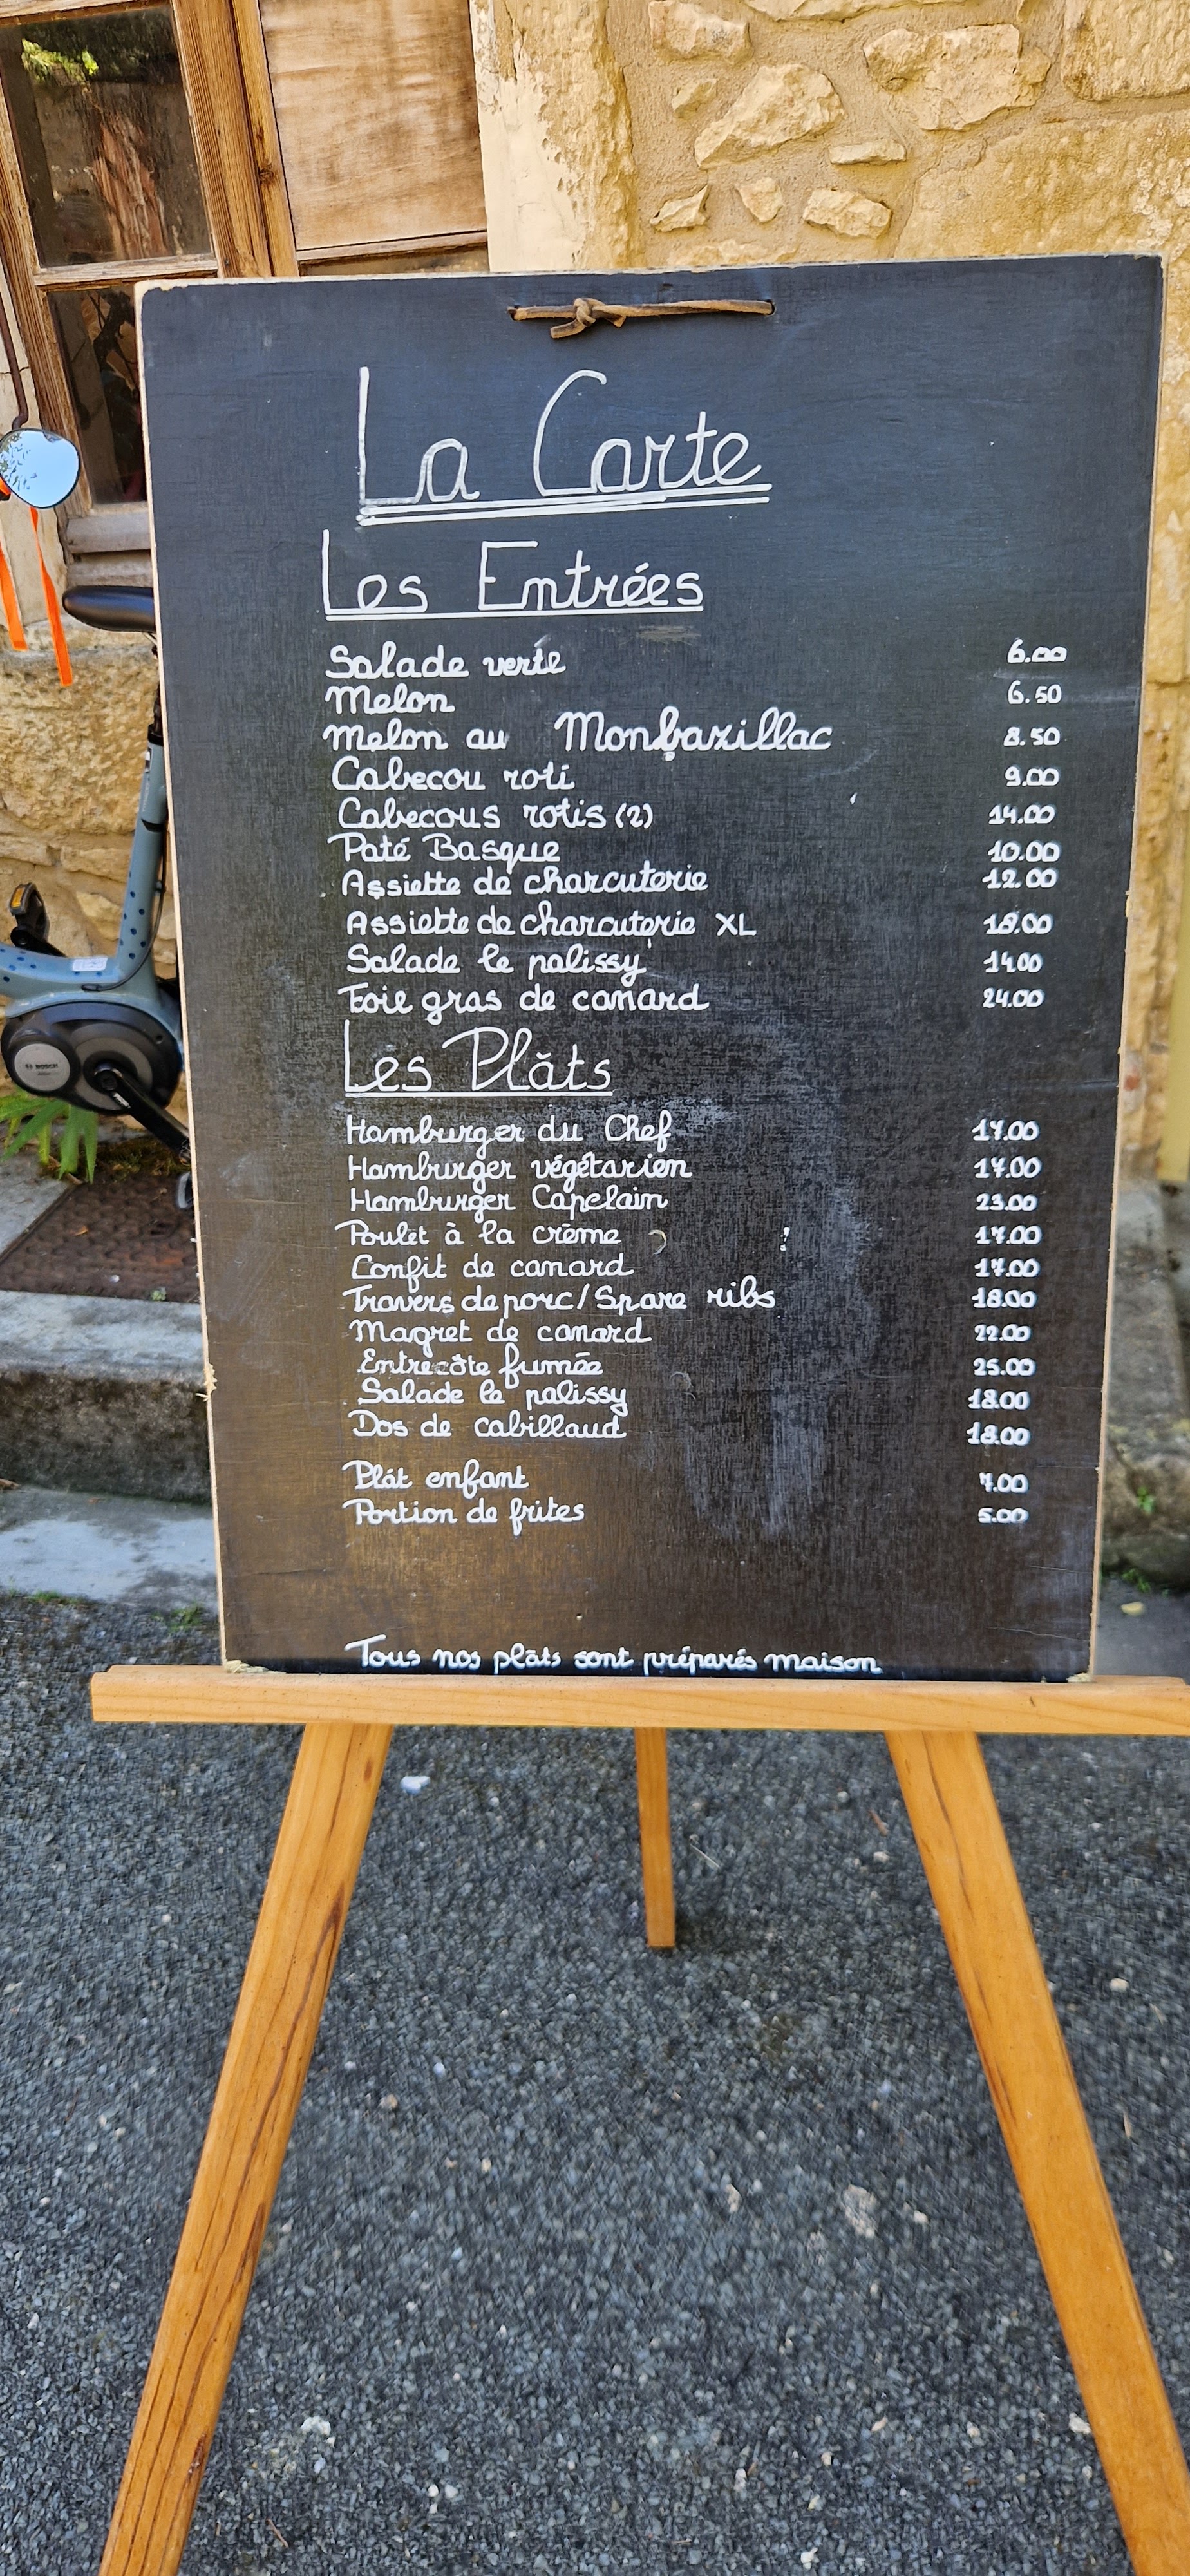 La Carte
Les Entrées
Salade verte 6.00
Melon 6.50
Melon au Monbazillac 8.50
Cabecou roti 9.00
Cabecous rotis (2) 14.00
Paté Basque 10.00
Assiette de charcuterie 12.00
Assiette de charcuterie XL 18.00
Salade le palissy 14.00
Foie gras de canard 24.00
Les Plâts
Hamburger du Chef 17.00
Hamburger végétarien 17.00
Hamburger Capelain 23.00
Poulet à la crème 17.00
Confit de canard 17.00
Travers de porc / Spare ribs 18.00
Magret de canard 22.00
Entrecôte fumée 25.00
Salade le palissy 18.00
Dos de cabillaud 18.00
Plât enfant 7.00
Portion de frites 5.00
Tous nos plâts sont préparés maison
BOSCH